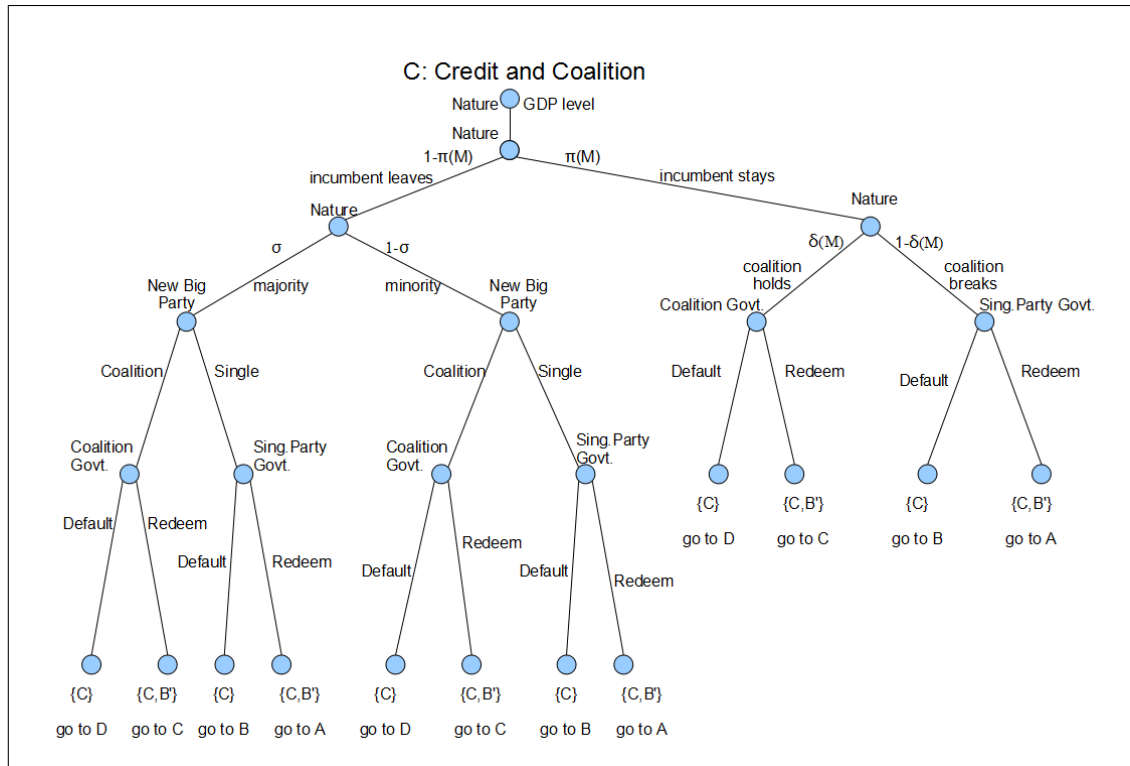 C: Credit and Coalition
Nature GDP level
Nature
1-π(M) π(M)
incumbent leaves incumbent stays
Nature Nature
σ 1-σ δ(M) 1-δ(M)
majority minority coalition holds coalition breaks
New Big Party New Big Party Coalition Govt. Sing.Party Govt.
Coalition Single Coalition Single Default Redeem Default Redeem
Coalition Govt. Sing.Party Govt. Coalition Govt. Sing.Party Govt.
{C} {C,B'} {C} {C,B'}
go to D go to C go to B go to A
Default Redeem Default Redeem Default Redeem Default Redeem
{C} {C,B'} {C} {C,B'} {C} {C,B'} {C} {C,B'}
go to D go to C go to B go to A go to D go to C go to B go to A